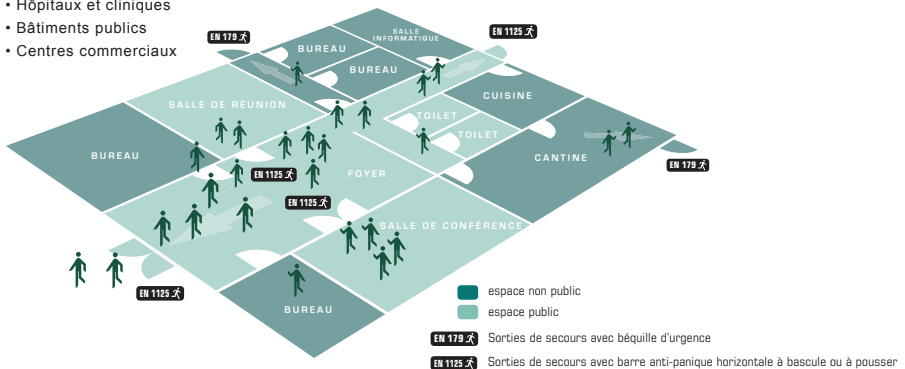 • Hôpitaux et cliniques
• Bâtiments publics
• Centres commerciaux
EN 179
EN 1125
SALLE
INFORMATIQUE
BUREAU
BUREAU
CUISINE
SALLE DE RÉUNION
TOILET
TOILET
BUREAU
CANTINE
EN 179
EN 1125
FOYER
EN 1125
SALLE DE CONFÉRENCE
EN 1125
BUREAU
espace non public
espace public
EN 179 Sorties de secours avec béquille d'urgence
EN 1125 Sorties de secours avec barre anti-panique horizontale à bascule ou à pousser